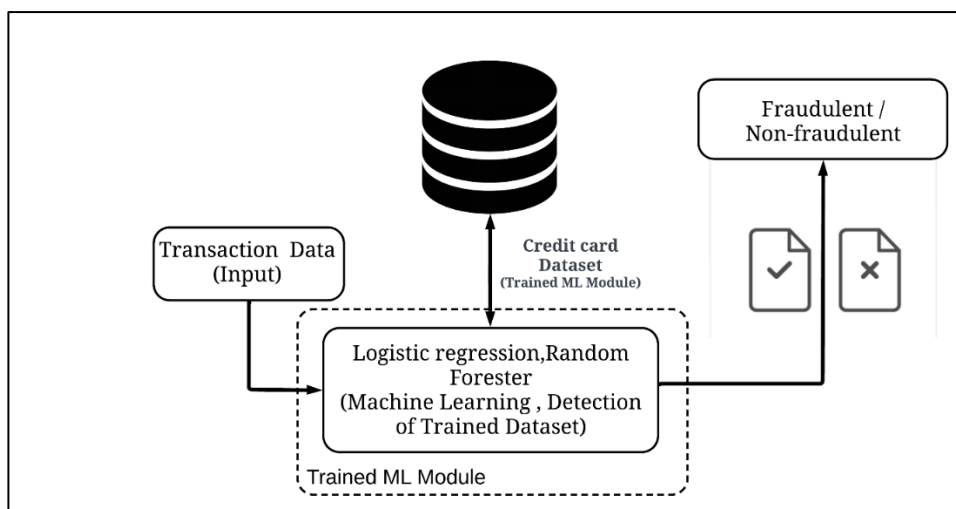 Fraudulent /
Non-fraudulent
Transaction  Data
(Input)
Credit card
Dataset
(Trained ML Module)
Logistic regression,Random
Forester
(Machine Learning , Detection
of Trained Dataset)
Trained ML Module